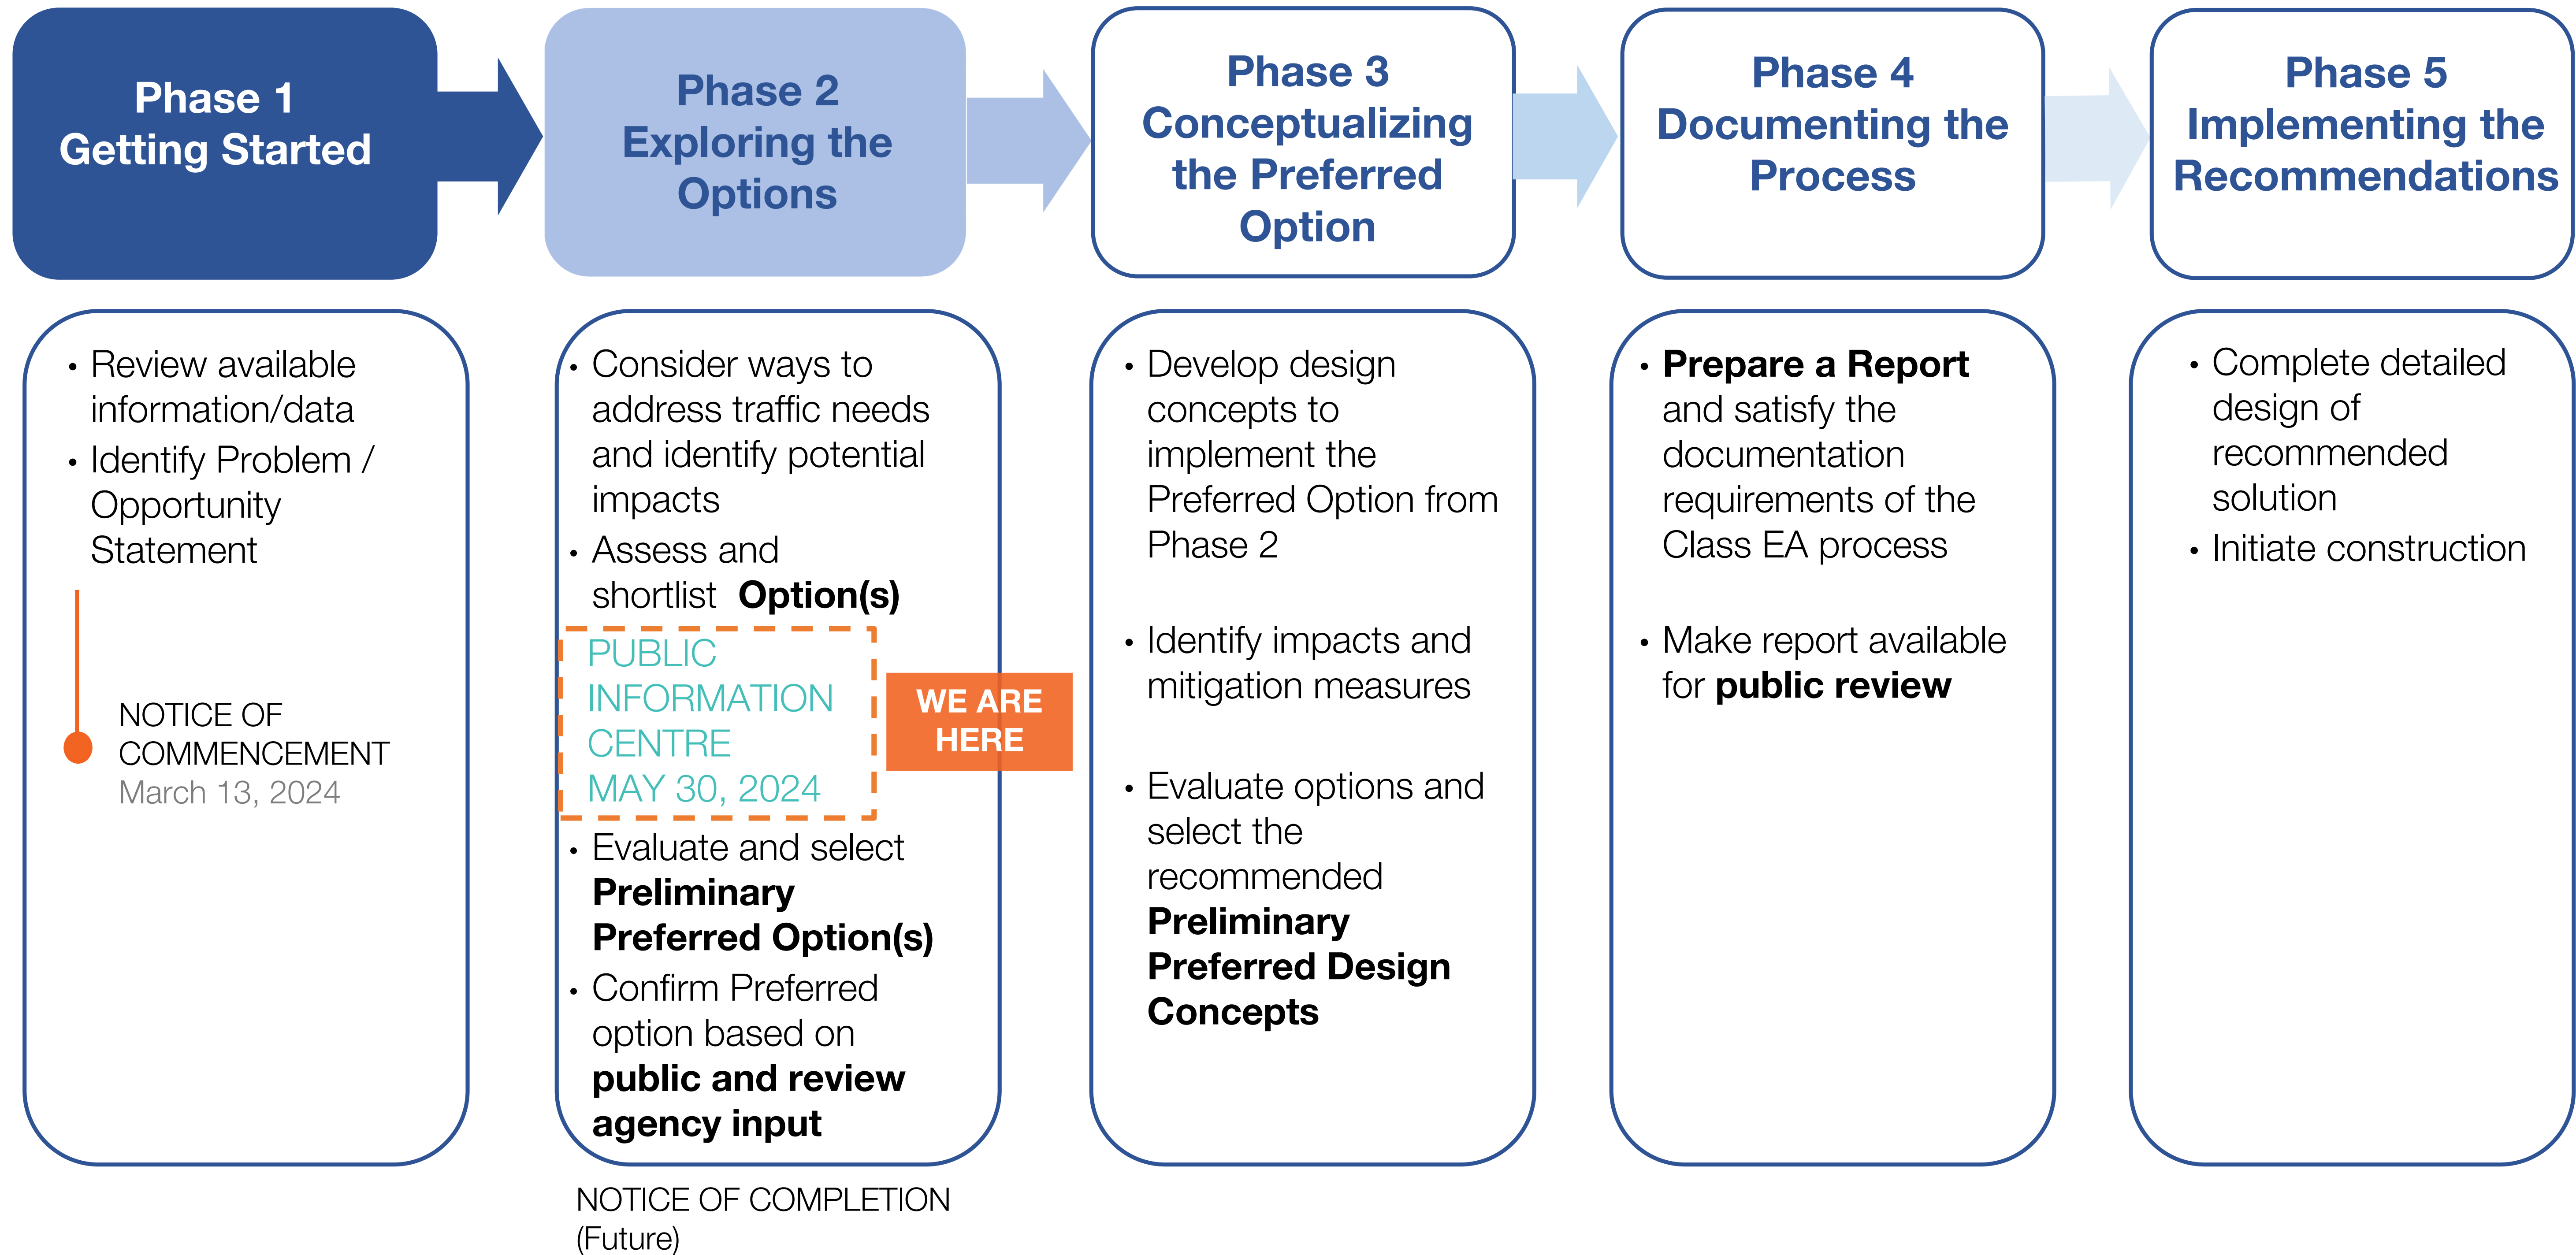 Phase 1
Getting Started
Phase 2
Exploring the
Options
Phase 3
Conceptualizing
the Preferred
Option
Phase 4
Documenting the
Process
Phase 5
Implementing the
Recommendations
• Review available
information/data
• Identify Problem /
Opportunity
Statement
NOTICE OF
COMMENCEMENT
March 13, 2024
• Consider ways to
address traffic needs
and identify potential
impacts
• Assess and
shortlist Option(s)
PUBLIC
INFORMATION
CENTRE
MAY 30, 2024
WE ARE
HERE
• Evaluate and select
Preliminary
Preferred Option(s)
• Confirm Preferred
option based on
public and review
agency input
NOTICE OF COMPLETION
(Future)
• Develop design
concepts to
implement the
Preferred Option from
Phase 2
• Identify impacts and
mitigation measures
• Evaluate options and
select the
recommended
Preliminary
Preferred Design
Concepts
• Prepare a Report
and satisfy the
documentation
requirements of the
Class EA process
• Make report available
for public review
• Complete detailed
design of
recommended
solution
• Initiate construction